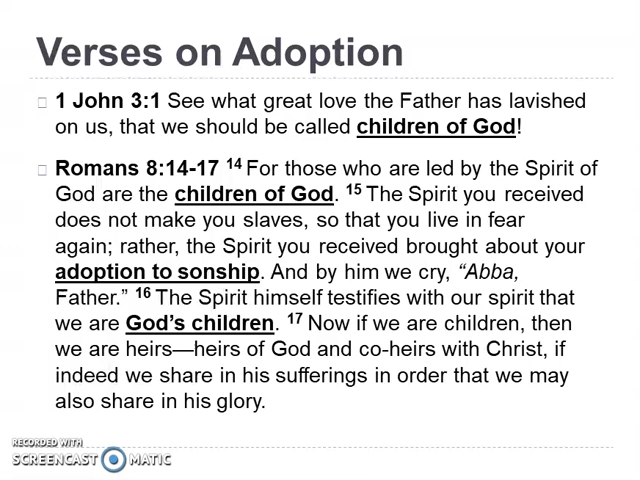 Verses on Adoption
1 John 3:1 See what great love the Father has lavished
on us, that we should be called children of God!
Romans 8:14-17 14 For those who are led by the Spirit of
God are the children of God. 15 The Spirit you received
does not make you slaves, so that you live in fear
again; rather, the Spirit you received brought about your
adoption to sonship. And by him we cry, “Abba,
Father.” 16 The Spirit himself testifies with our spirit that
we are God’s children. 17 Now if we are children, then
we are heirs—heirs of God and co-heirs with Christ, if
indeed we share in his sufferings in order that we may
also share in his glory.
RECORDED WITH
SCREENCAST MATIC